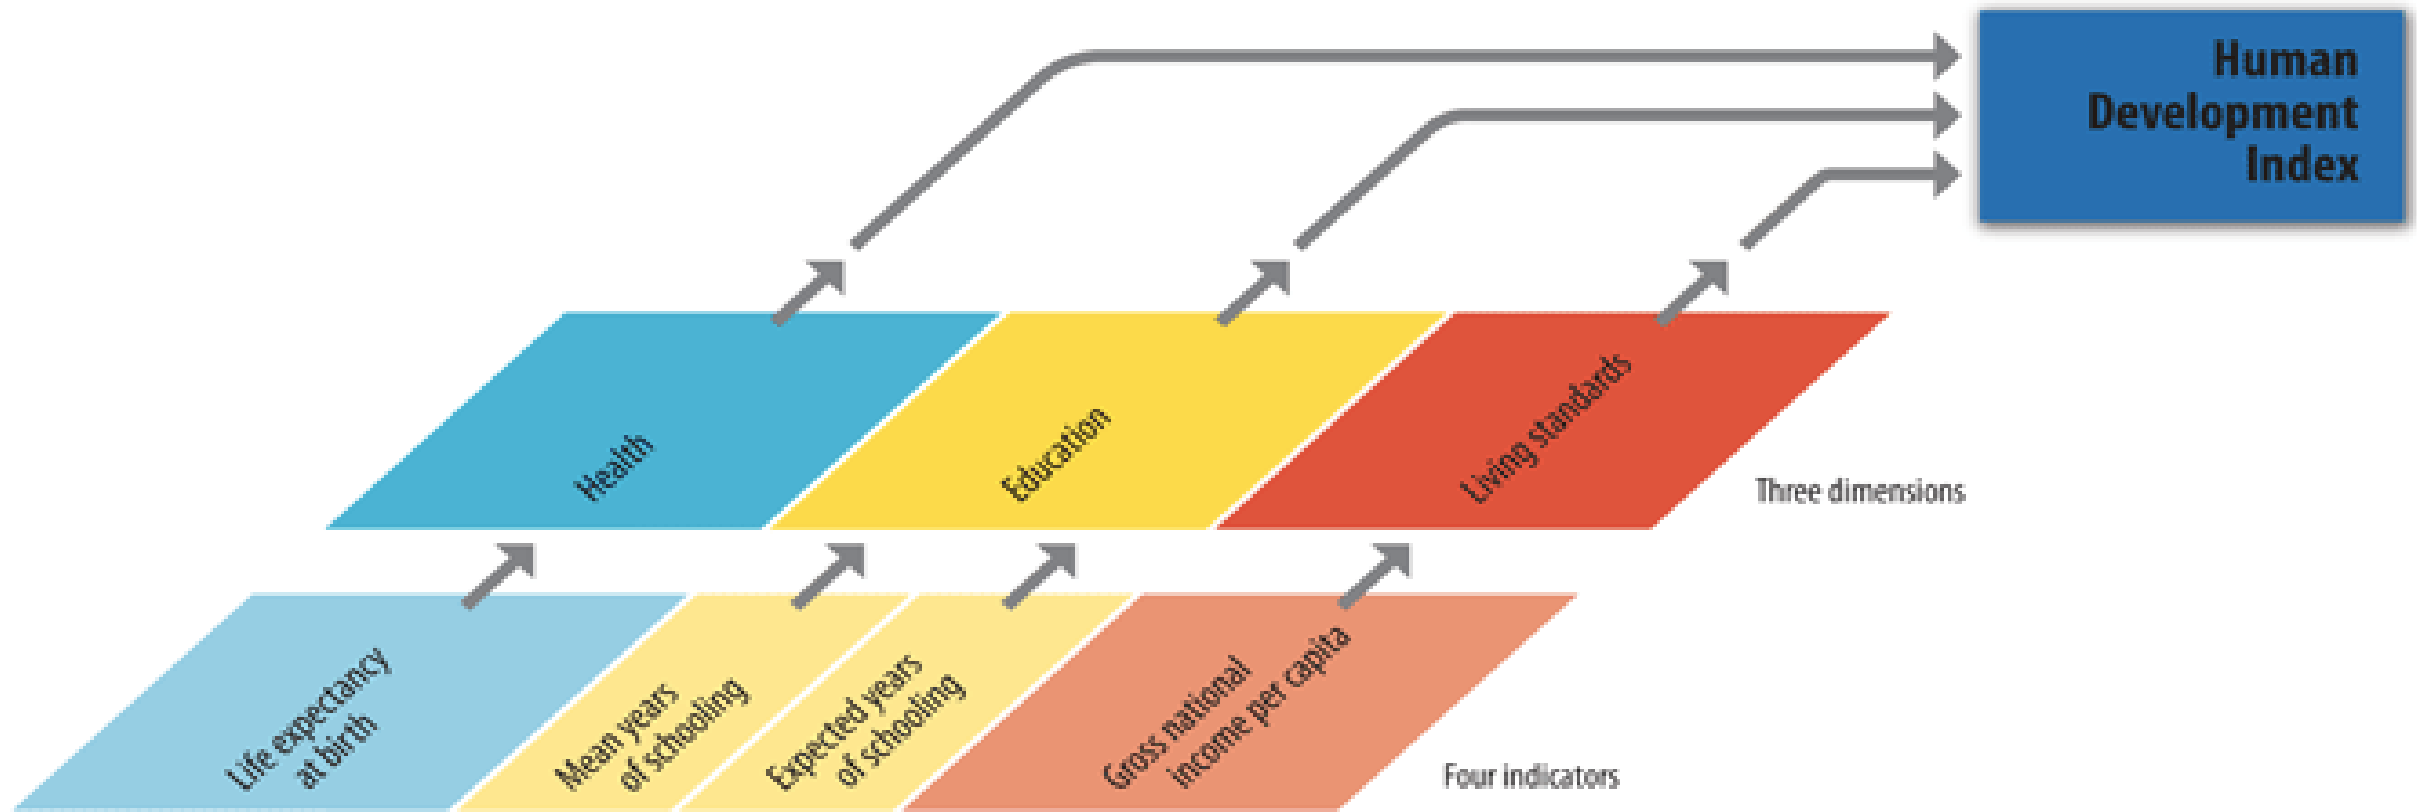 Human
Development
Index
Health
Education
Living standards
Three dimensions
Life expectancy
at birth
Mean years
of schooling
Expected years
of schooling
Gross national
income per capita
Four indicators